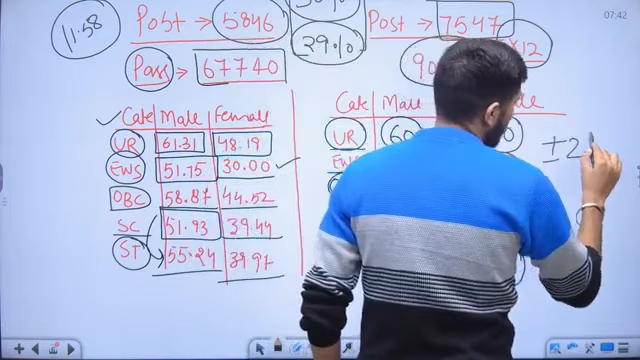 07:42
11.58
Post → 5846
30%
29%
Post → 7547
Pass → 67740
90
×12
Cate Male Female
UR 61.31 48.19
EWS 51.75 30.00
OBC 58.87 44.52
SC 51.93 39.44
ST 55.24 39.97
Cate Male
UR 60
EWS
±2